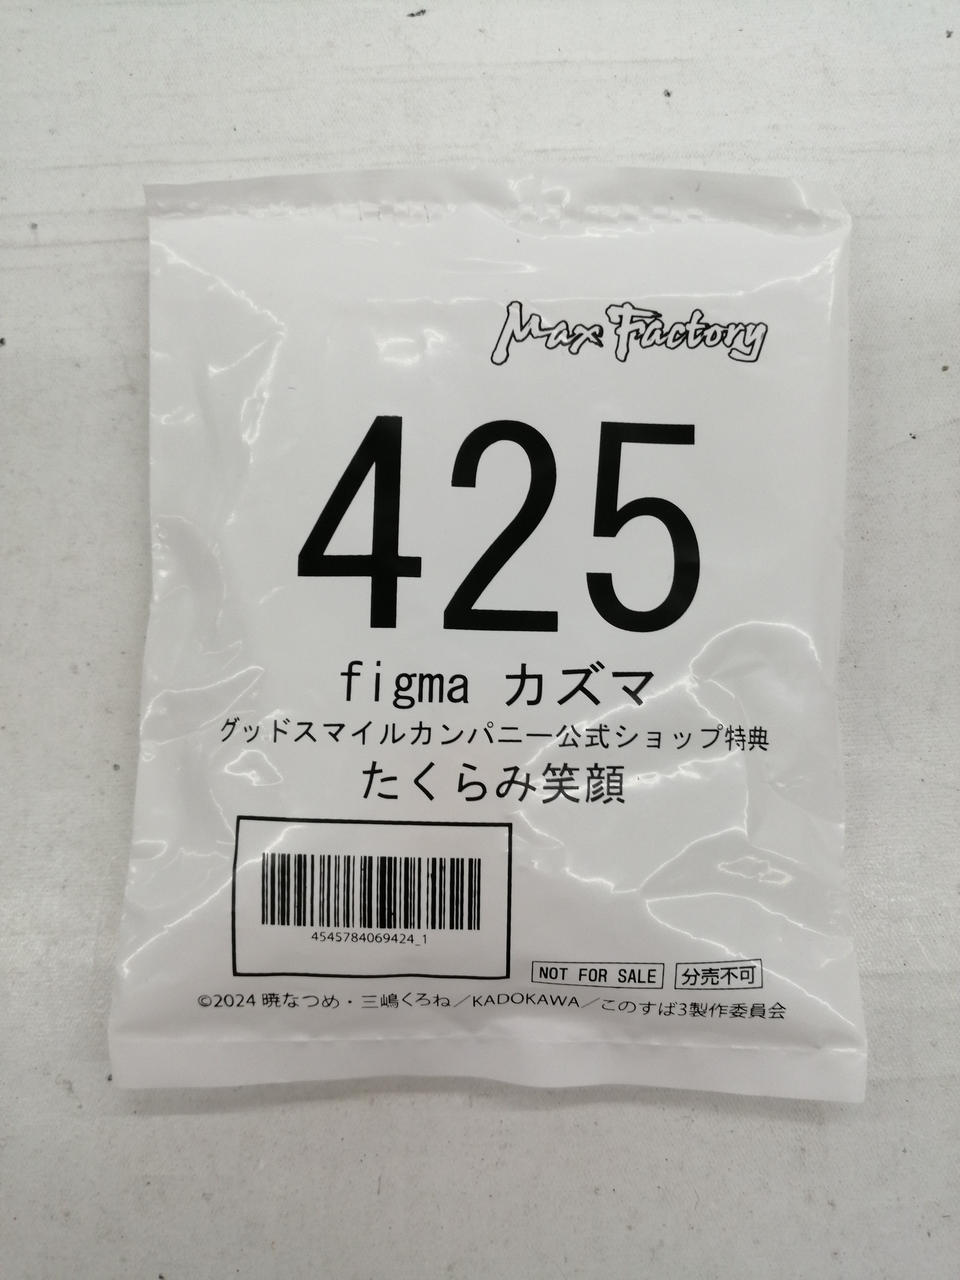 Max Factory
425
figma カズマ
グッドスマイルカンパニー公式ショップ特典
たくらみ笑顔
4545784069424_1
NOT FOR SALE 分売不可
©2024 暁なつめ・三嶋くろね／KADOKAWA／このすば3製作委員会